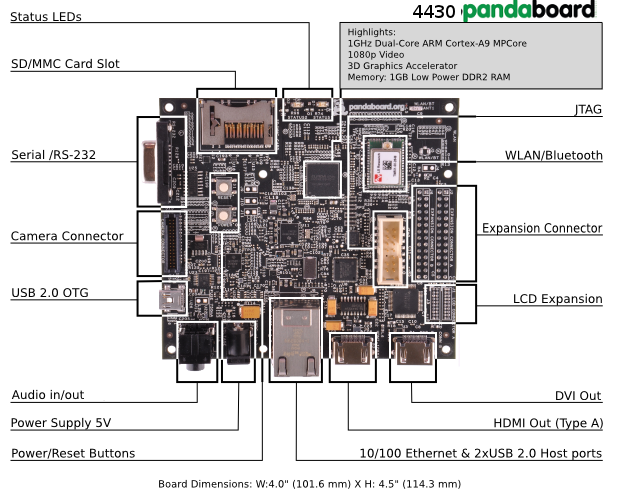 4430 pandaboard
Status LEDs
Highlights:
1GHz Dual-Core ARM Cortex-A9 MPCore
1080p Video
3D Graphics Accelerator
Memory: 1GB Low Power DDR2 RAM
SD/MMC Card Slot
pandaboard.org
JTAG
Serial /RS-232
WLAN/Bluetooth
Camera Connector
Expansion Connector
USB 2.0 OTG
LCD Expansion
Audio in/out
DVI Out
Power Supply 5V
HDMI Out (Type A)
Power/Reset Buttons
10/100 Ethernet & 2xUSB 2.0 Host ports
Board Dimensions: W:4.0" (101.6 mm) X H: 4.5" (114.3 mm)